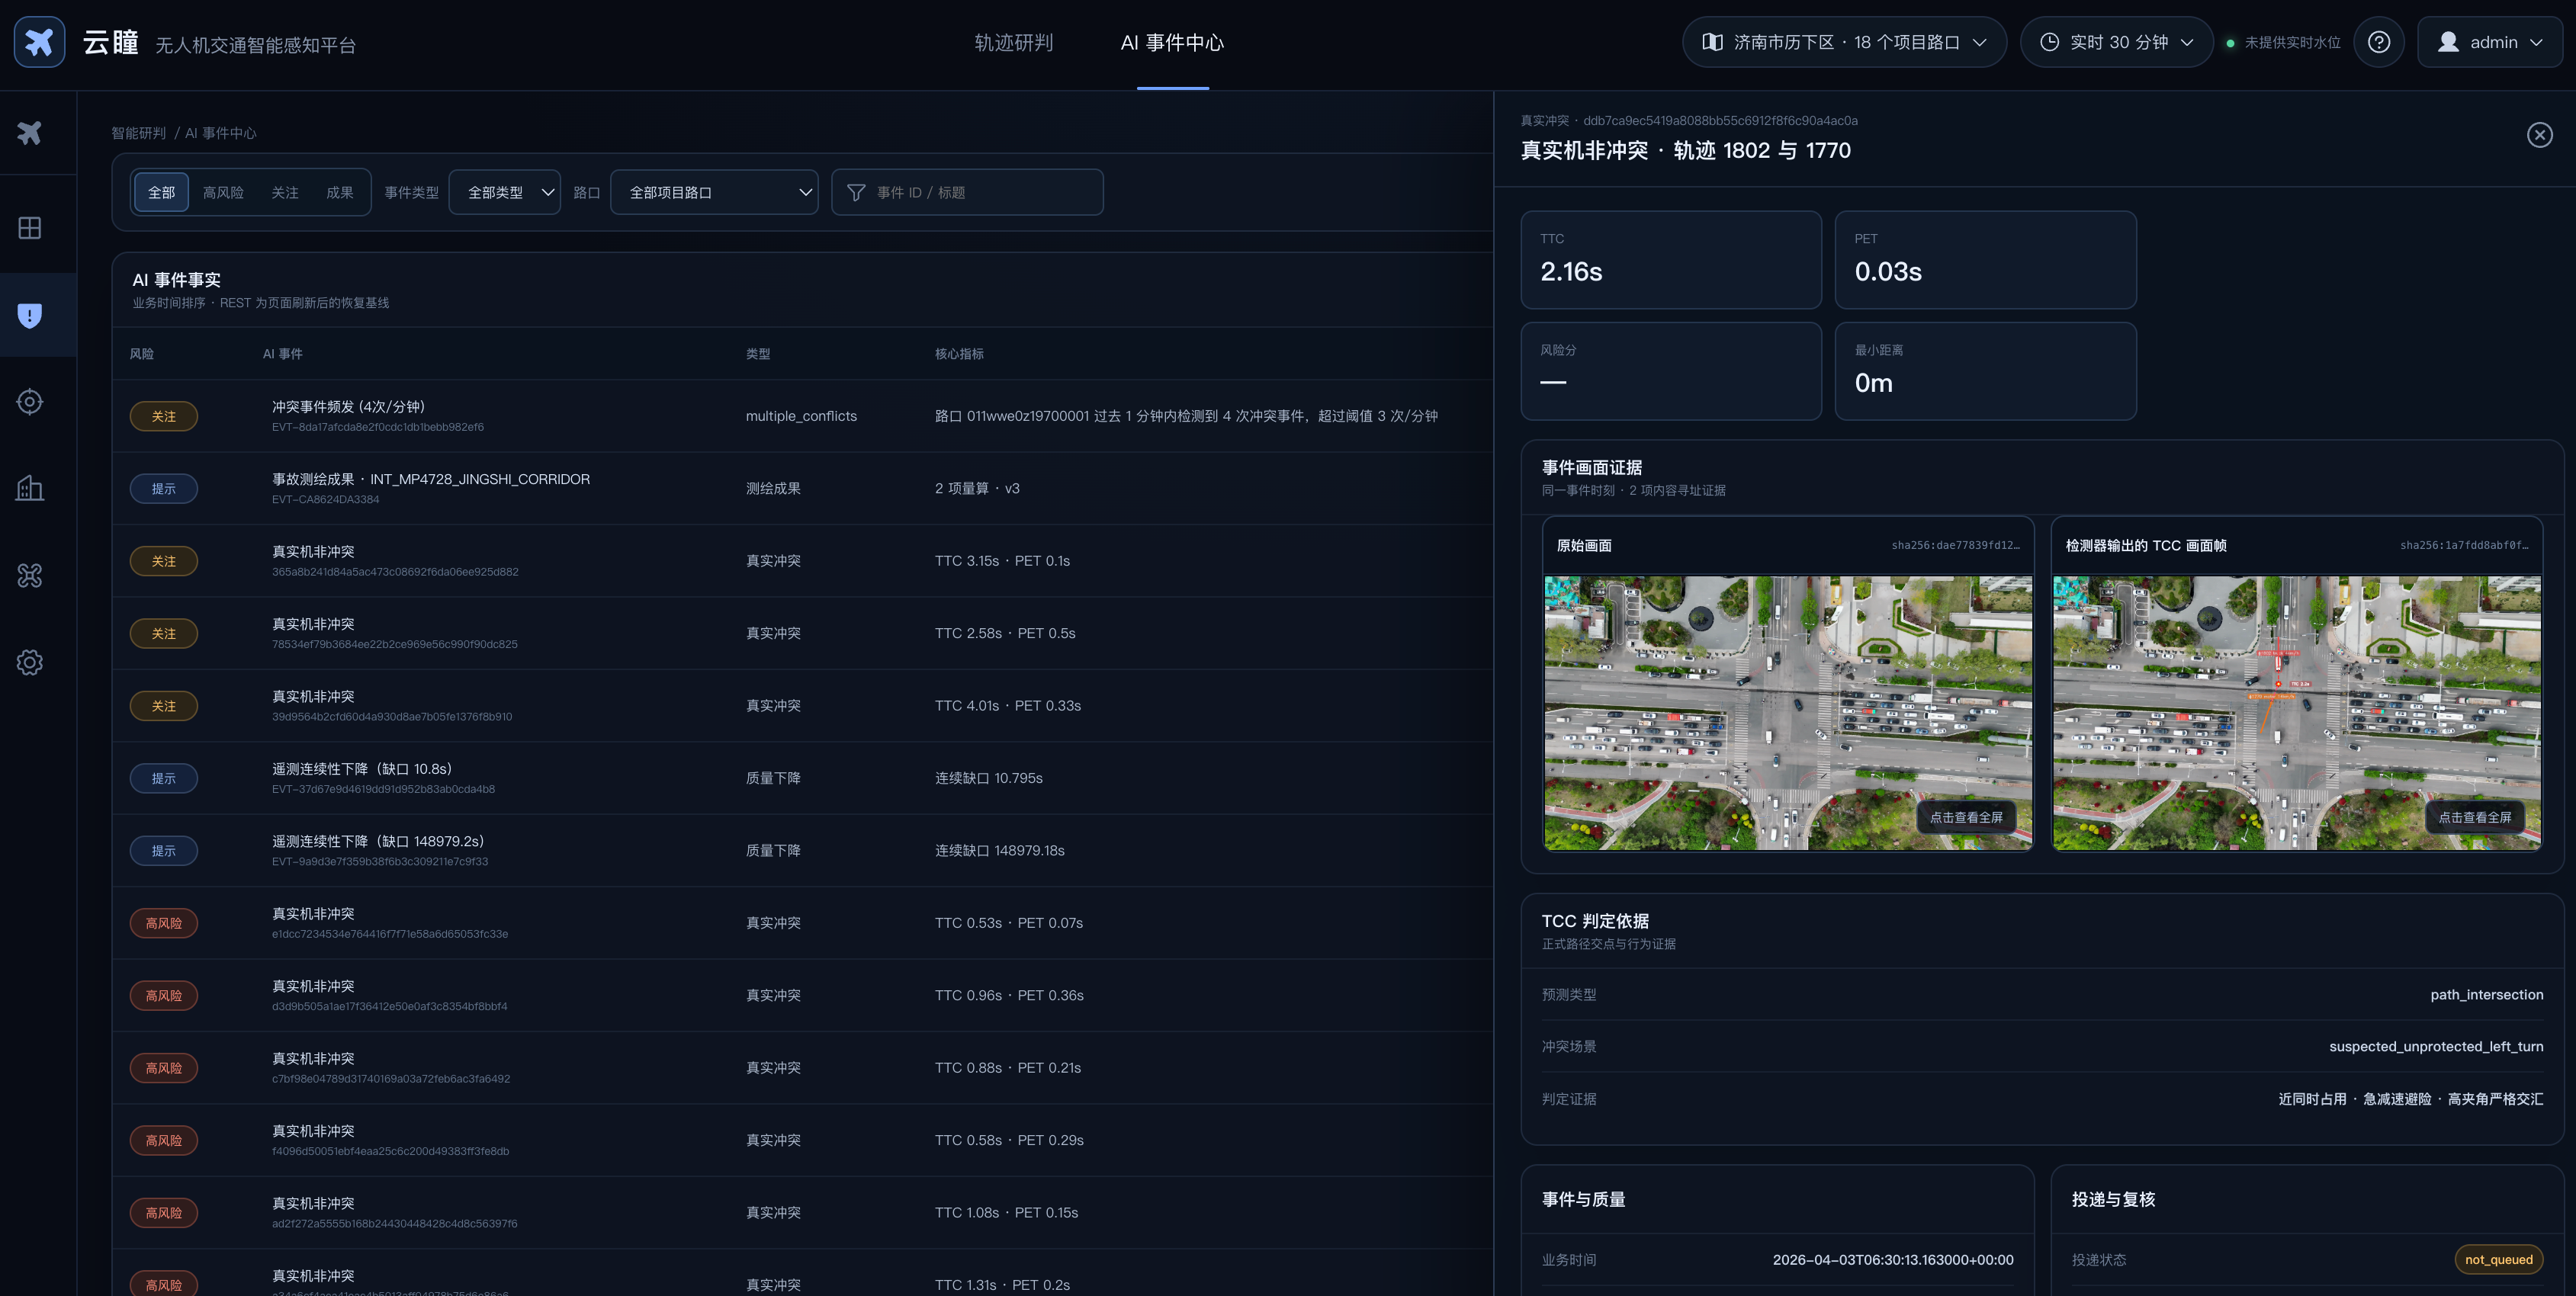 云瞳 无人机交通智能感知平台
轨迹研判
AI 事件中心
济南市历下区 · 18 个项目路口
实时 30 分钟
未提供实时水位
admin
智能研判 / AI 事件中心
全部 高风险 关注 成果 事件类型 全部类型 路口 全部项目路口 事件 ID / 标题
AI 事件事实
业务时间排序 · REST 为页面刷新后的恢复基线
风险 AI 事件 类型 核心指标
关注 冲突事件频发 (4次/分钟) multiple_conflicts 路口 011wwe0z19700001 过去 1 分钟内检测到 4 次冲突事件，超过阈值 3 次/分钟
EVT-8da17afcda8e2f0cdc1db1bebb982ef6
提示 事故测绘成果 · INT_MP4728_JINGSHI_CORRIDOR 测绘成果 2 项量算 · v3
EVT-CA8624DA3384
关注 真实机非冲突 真实冲突 TTC 3.15s · PET 0.1s
365a8b241d84a5ac473c08692f6da06ee925d882
关注 真实机非冲突 真实冲突 TTC 2.58s · PET 0.5s
78534ef79b3684ee22b2ce969e56c990f90dc825
关注 真实机非冲突 真实冲突 TTC 4.01s · PET 0.33s
39d9564b2cfd60d4a930d8ae7b05fe1376f8b910
提示 遥测连续性下降（缺口 10.8s） 质量下降 连续缺口 10.795s
EVT-37d67e9d4619dd91d952b83ab0cda4b8
提示 遥测连续性下降（缺口 148979.2s） 质量下降 连续缺口 148979.18s
EVT-9a9d3e7f359b38f6b3c309211e7c9f33
高风险 真实机非冲突 真实冲突 TTC 0.53s · PET 0.07s
e1dcc7234534e764416f7f71e58a6d65053fc33e
高风险 真实机非冲突 真实冲突 TTC 0.96s · PET 0.36s
d3d9b505a1ae17f36412e50e0af3c8354bf8bbf4
高风险 真实机非冲突 真实冲突 TTC 0.88s · PET 0.21s
c7bf98e04789d31740169a03a72feb6ac3fa6492
高风险 真实机非冲突 真实冲突 TTC 0.58s · PET 0.29s
f4096d50051ebf4eaa25c6c200d49383ff3fe8db
高风险 真实机非冲突 真实冲突 TTC 1.08s · PET 0.15s
ad2f272a5555b168b24430448428c4d8c56397f6
高风险 真实机非冲突 真实冲突 TTC 1.31s · PET 0.2s
真实冲突 · ddb7ca9ec5419a8088bb55c6912f8f6c90a4ac0a
真实机非冲突 · 轨迹 1802 与 1770
TTC
2.16s
PET
0.03s
风险分
—
最小距离
0m
事件画面证据
同一事件时刻 · 2 项内容寻址证据
原始画面 sha256:dae77839fd12…
点击查看全屏
检测器输出的 TCC 画面帧 sha256:1a7fdd8abf0f…
点击查看全屏
TCC 判定依据
正式路径交点与行为证据
预测类型 path_intersection
冲突场景 suspected_unprotected_left_turn
判定证据 近同时占用 · 急减速避险 · 高夹角严格交汇
事件与质量
业务时间 2026-04-03T06:30:13.163000+00:00
投递与复核
投递状态 not_queued